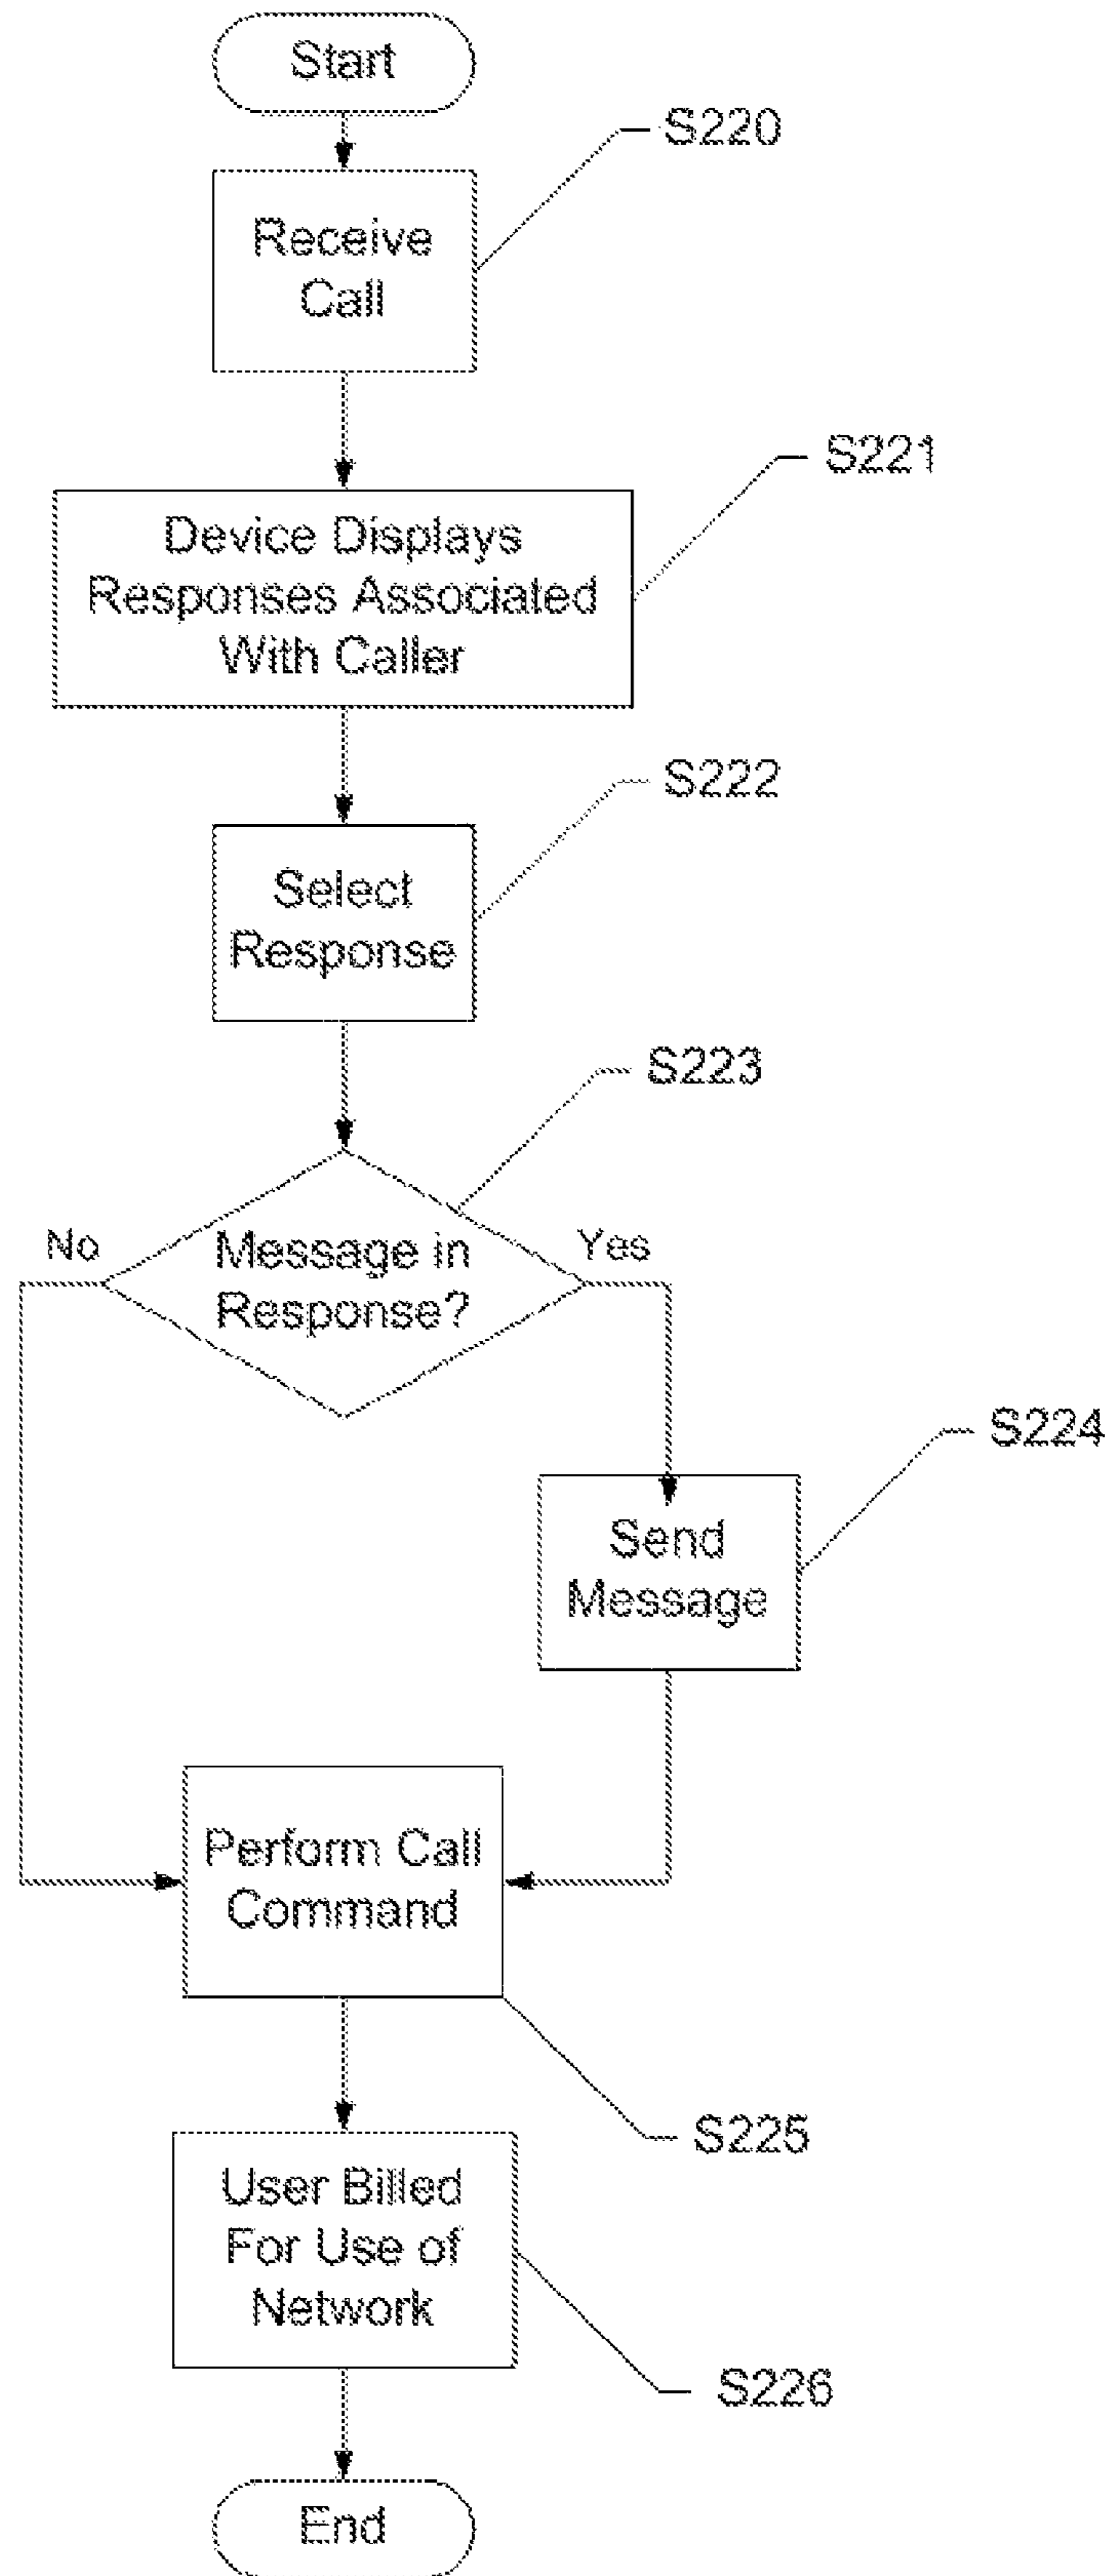 Start
S220
Receive
Call
S221
Device Displays
Responses Associated
With Caller
S222
Select
Response
S223
No
Message in
Response?
Yes
S224
Send
Message
Perform Call
Command
S225
User Billed
For Use of
Network
S226
End